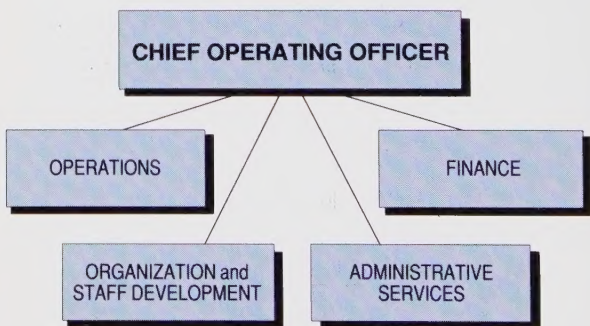 CHIEF OPERATING OFFICER
OPERATIONS
FINANCE
ORGANIZATION and
STAFF DEVELOPMENT
ADMINISTRATIVE
SERVICES